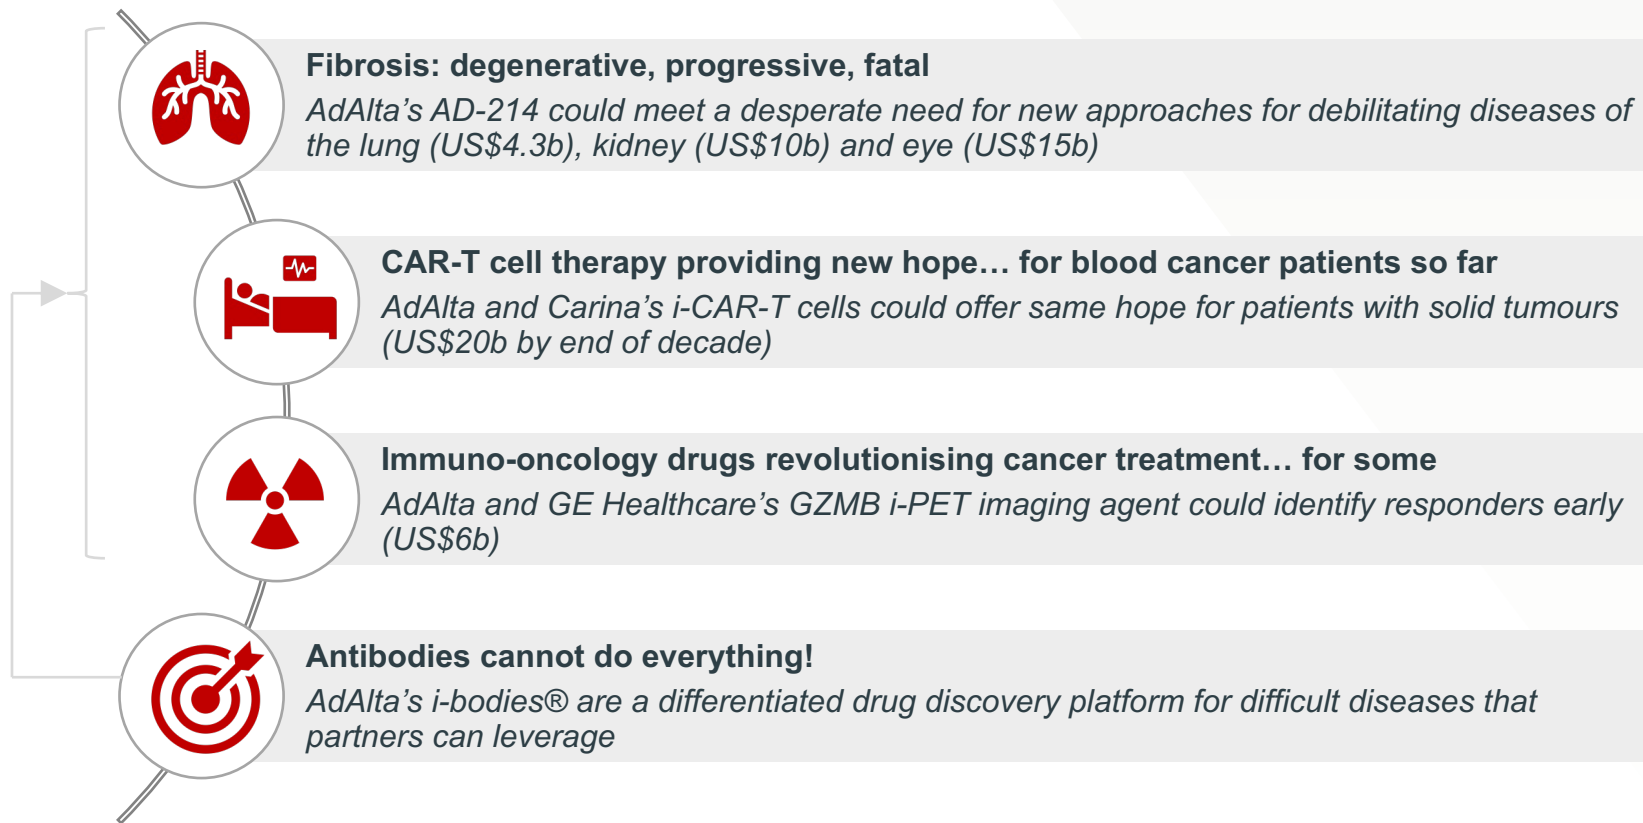 Fibrosis: degenerative, progressive, fatal
AdAlta’s AD-214 could meet a desperate need for new approaches for debilitating diseases of
the lung (US$4.3b), kidney (US$10b) and eye (US$15b)
CAR-T cell therapy providing new hope… for blood cancer patients so far
AdAlta and Carina’s i-CAR-T cells could offer same hope for patients with solid tumours
(US$20b by end of decade)
Immuno-oncology drugs revolutionising cancer treatment… for some
AdAlta and GE Healthcare’s GZMB i-PET imaging agent could identify responders early
(US$6b)
Antibodies cannot do everything!
AdAlta’s i-bodies® are a differentiated drug discovery platform for difficult diseases that
partners can leverage